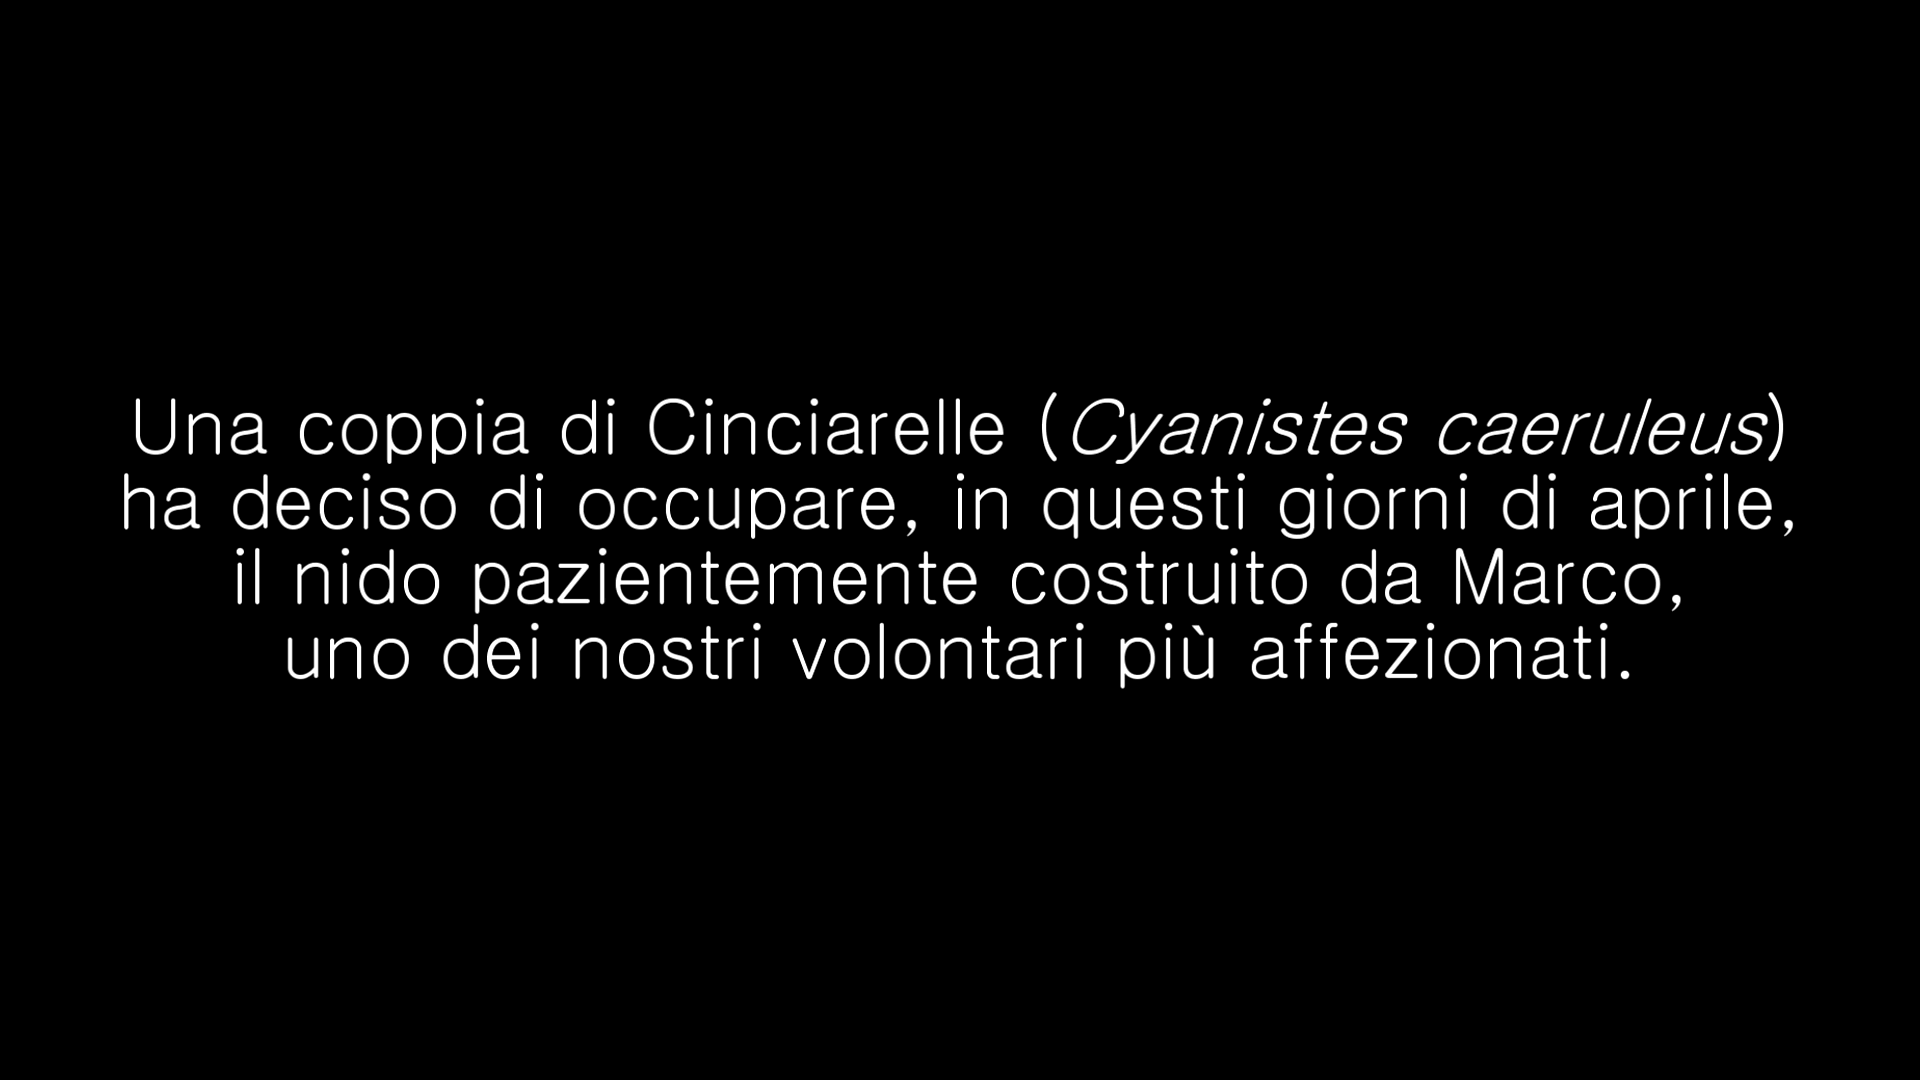 Una coppia di Cinciarelle (Cyanistes caeruleus)
ha deciso di occupare, in questi giorni di aprile,
il nido pazientemente costruito da Marco,
uno dei nostri volontari più affezionati.